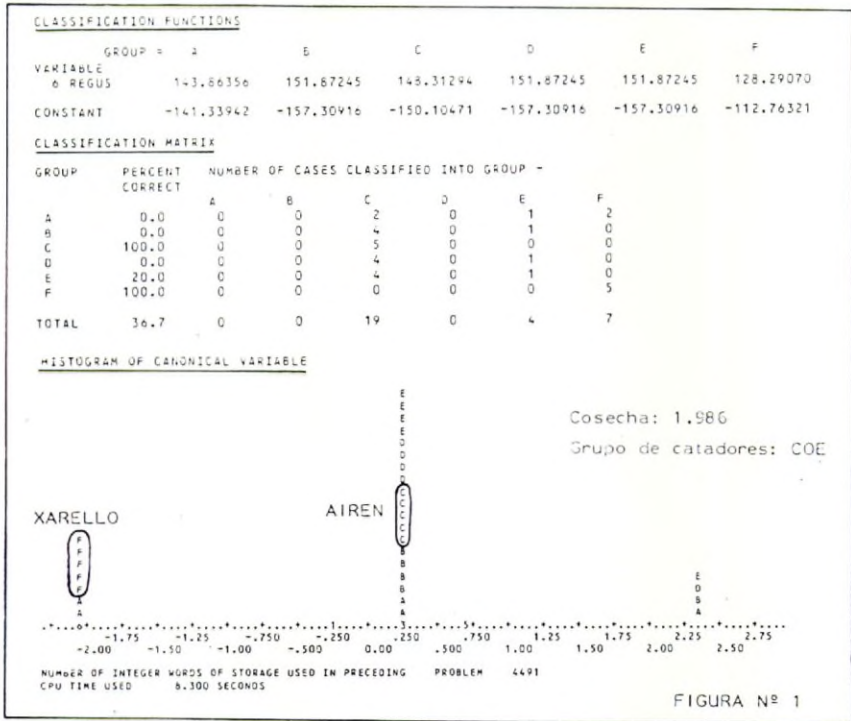 CLASSIFICATION FUNCTIONS
GROUP = A B C D E F
VARIABLE
6 REGUS 143.86356 151.87245 148.31294 151.87245 151.87245 128.29070
CONSTANT -141.33942 -157.30916 -150.10471 -157.30916 -157.30916 -112.76321
CLASSIFICATION MATRIX
GROUP PERCENT NUMBER OF CASES CLASSIFIED INTO GROUP -
CORRECT
A B C D E F
A 0.0 0 0 2 0 1 2
B 0.0 0 0 4 0 1 0
C 100.0 0 0 5 0 0 0
D 0.0 0 0 4 0 1 0
E 20.0 0 0 4 0 1 0
F 100.0 0 0 0 0 0 5
TOTAL 36.7 0 0 19 0 4 7
HISTOGRAM OF CANONICAL VARIABLE
Cosecha: 1.986
Grupo de catadores: COE
XARELLO
F
F
F
F
F
A
A
AIREN
E
E
E
E
D
D
D
D
C
C
C
C
C
B
B
B
B
A
A
E
D
B
A
-1.75 -1.25 -.750 -.250 .250 .750 1.25 1.75 2.25 2.75
-2.00 -1.50 -1.00 -.500 0.00 .500 1.00 1.50 2.00 2.50
NUMBER OF INTEGER WORDS OF STORAGE USED IN PRECEDING PROBLEM 4491
CPU TIME USED 8.300 SECONDS
FIGURA Nº 1